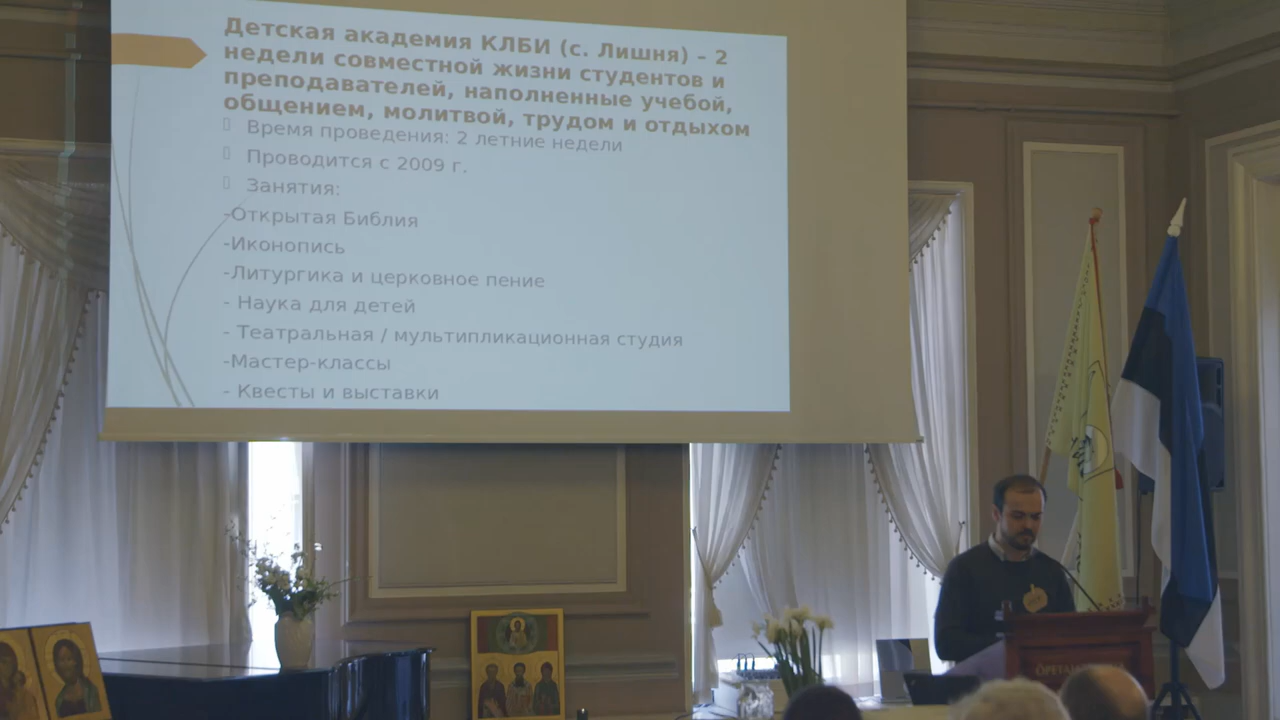 Детская академия КЛБИ (с. Лишня) – 2
недели совместной жизни студентов и
преподавателей, наполненные учебой,
общением, молитвой, трудом и отдыхом
Время проведения: 2 летние недели
Проводится с 2009 г.
Занятия:
-Открытая Библия
-Иконопись
-Литургика и церковное пение
- Наука для детей
- Театральная / мультипликационная студия
-Мастер-классы
- Квесты и выставки